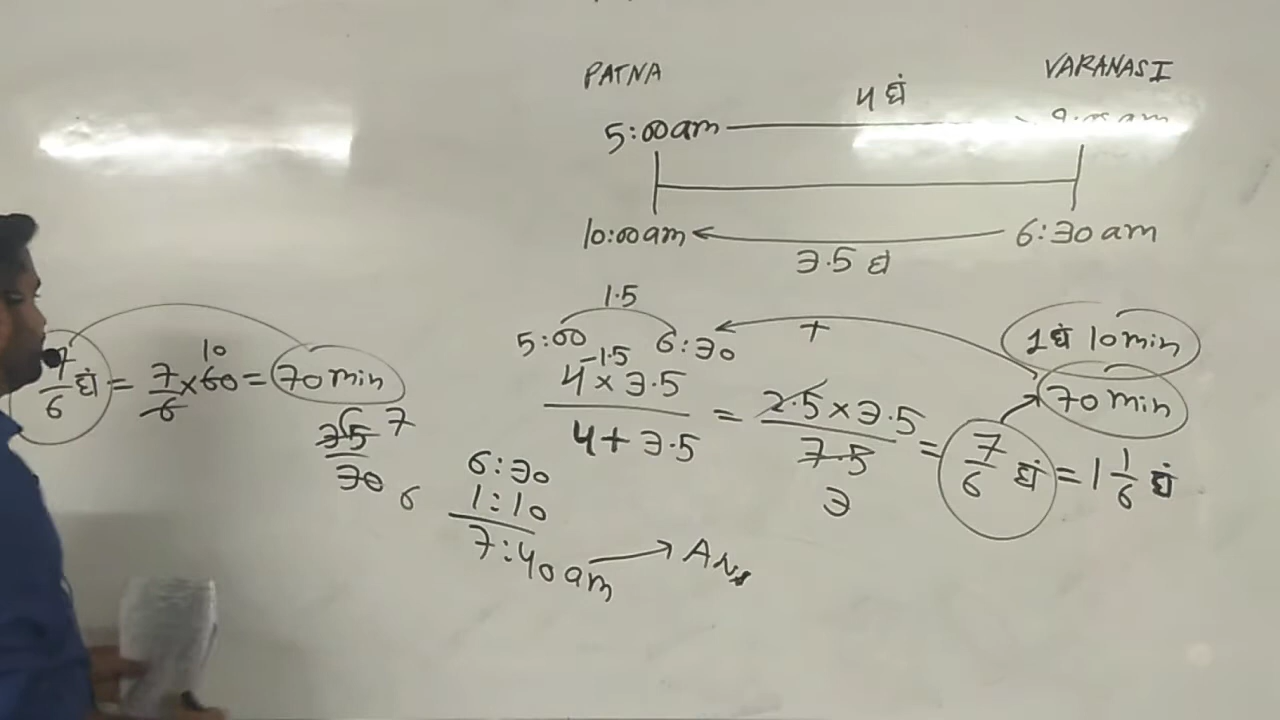 PATNA VARANASI
4 घं
5:00am
10:00am 6:30am
3.5 घं
1.5
5:00 6:30
+
1घं 10min
70 min
7/6 घं = 7/6 × 60 = 70min
10
4 -1.5 × 3.5 / 4 + 3.5 = 2.5 × 3.5 / 7.5 = 7/6 घं = 1 1/6 घं
3
35 / 30
7
6
6:30
1:10
7:40am → Ans